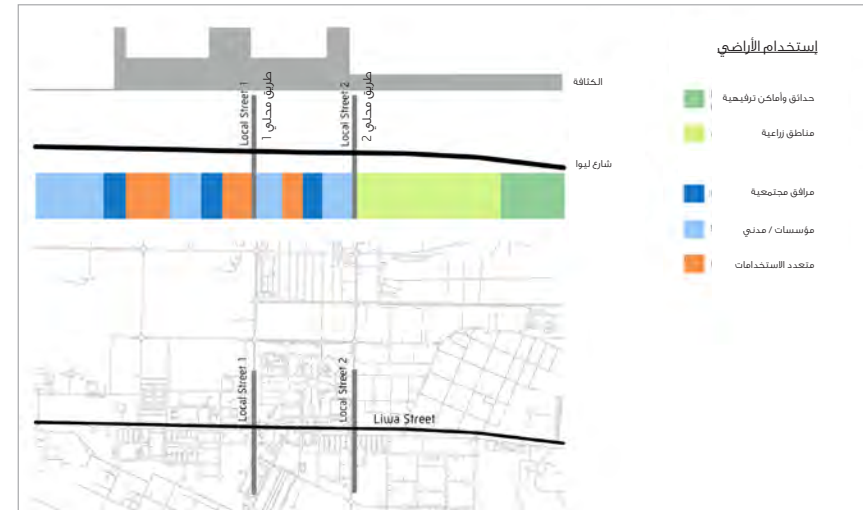 إستخدام الأراضي
الكثافة
حدائق وأماكن ترفيهية
مناطق زراعية
شارع ليوا
مرافق مجتمعية
مؤسسات / مدني
متعدد الاستخدامات
Local Street 1
طريق محلي 1
Local Street 2
طريق محلي 2
Local Street 1
Local Street 2
Liwa Street